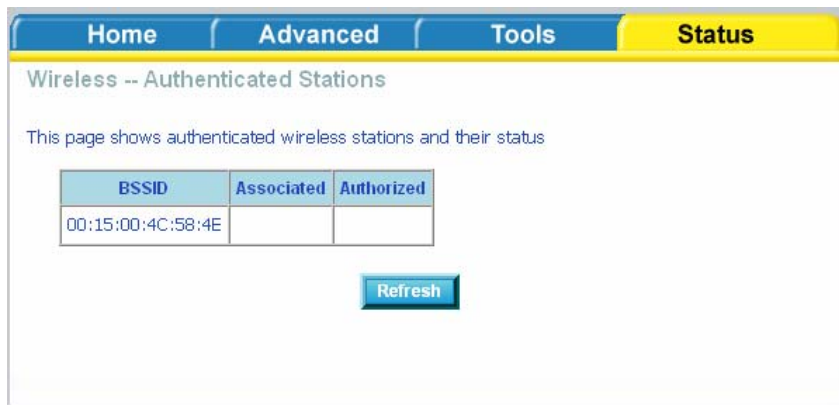 Home Advanced Tools Status
Wireless -- Authenticated Stations
This page shows authenticated wireless stations and their status
BSSID Associated Authorized
00:15:00:4C:58:4E
Refresh